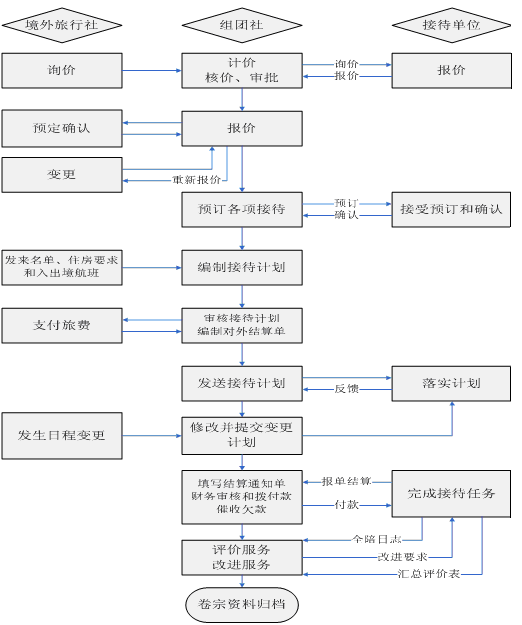 境外旅行社
组团社
接待单位
询价
计价
核价、审批
询价
报价
报价
预定确认
报价
变更
重新报价
预订各项接待
预订
确认
接受预订和确认
发来名单、住房要求
和入出境航班
编制接待计划
支付旅费
审核接待计划
编制对外结算单
发送接待计划
反馈
落实计划
发生日程变更
修改并提交变更
计划
填写结算通知单
财务审核和拨付款
催收欠款
报单结算
付款
完成接待任务
全陪日志
评价服务
改进服务
改进要求
汇总评价表
卷宗资料归档